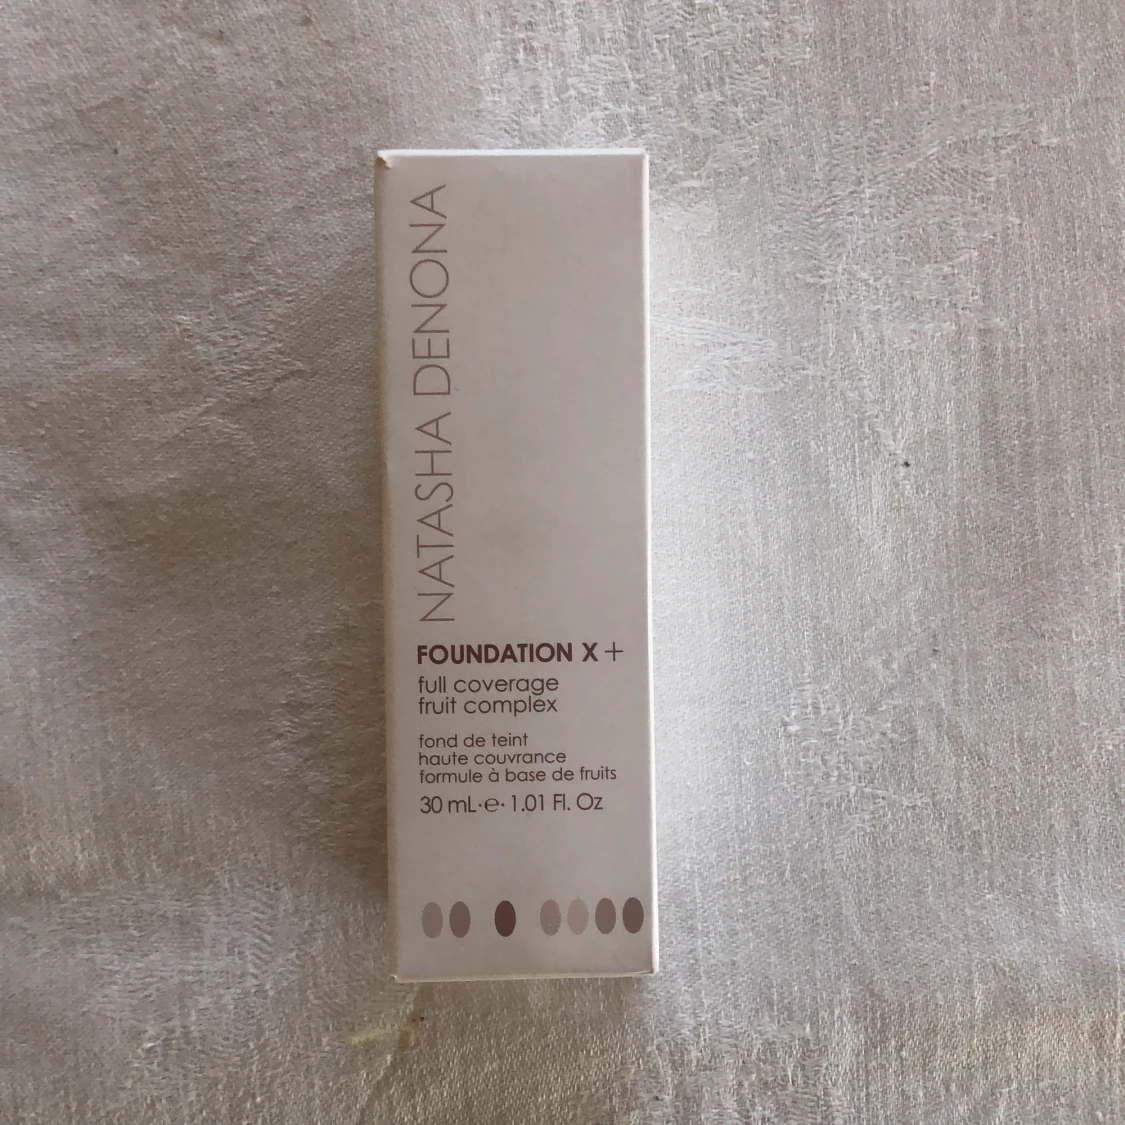 NATASHA DENONA
FOUNDATION X+
full coverage
fruit complex
fond de teint
haute couvrance
formule à base de fruits
30 mL·e· 1.01 Fl. Oz